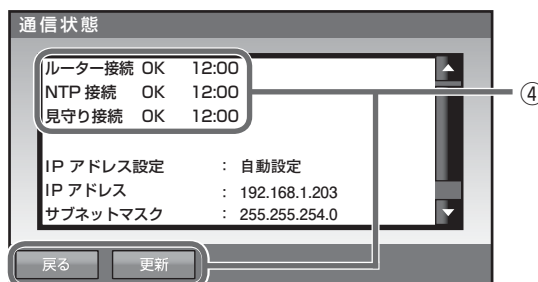 通信状態
ルーター接続 OK 12:00
NTP 接続 OK 12:00
見守り接続 OK 12:00
④
IP アドレス設定 : 自動設定
IP アドレス : 192.168.1.203
サブネットマスク : 255.255.254.0
戻る 更新